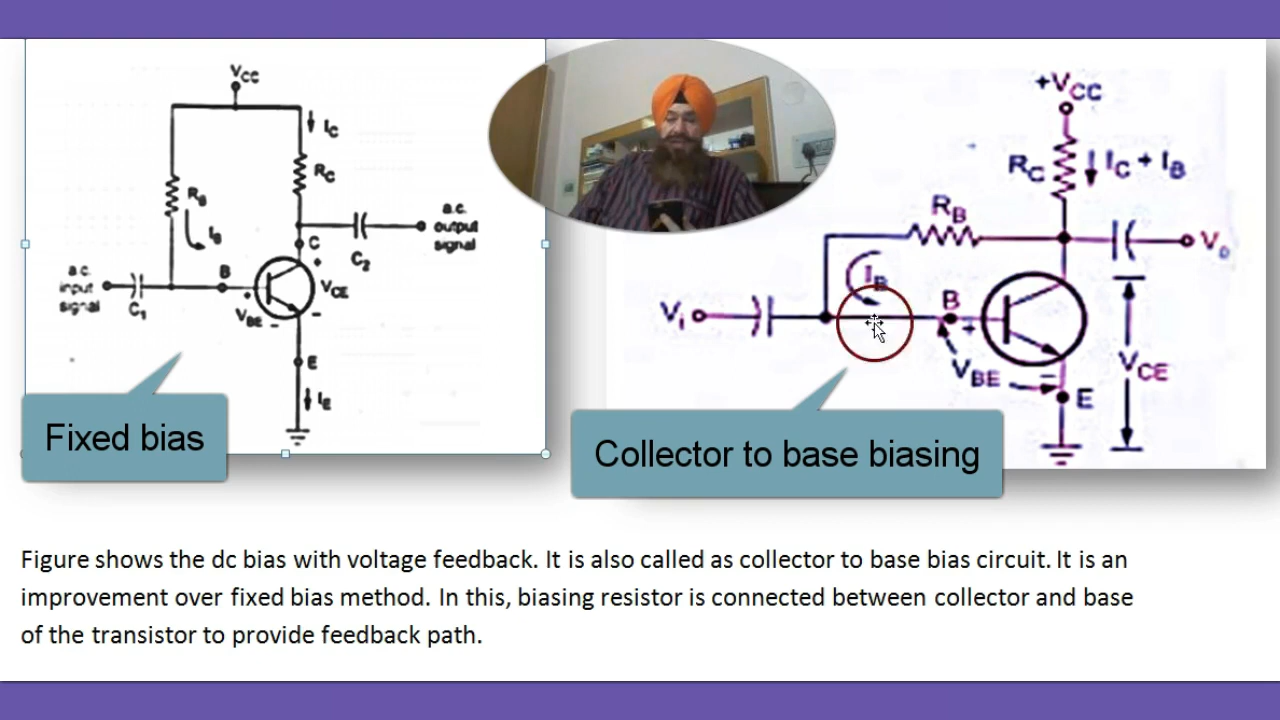 VCC
IC
RC
RB
IB
a.c.
output
signal
C
C2
a.c.
input
signal
C1
B
+
VCE
VBE
-
-
E
IE
Fixed bias
+VCC
RC
IC + IB
RB
Vo
IB
Vi
B
+
VBE
-
E
VCE
Collector to base biasing
Figure shows the dc bias with voltage feedback. It is also called as collector to base bias circuit. It is an
improvement over fixed bias method. In this, biasing resistor is connected between collector and base
of the transistor to provide feedback path.